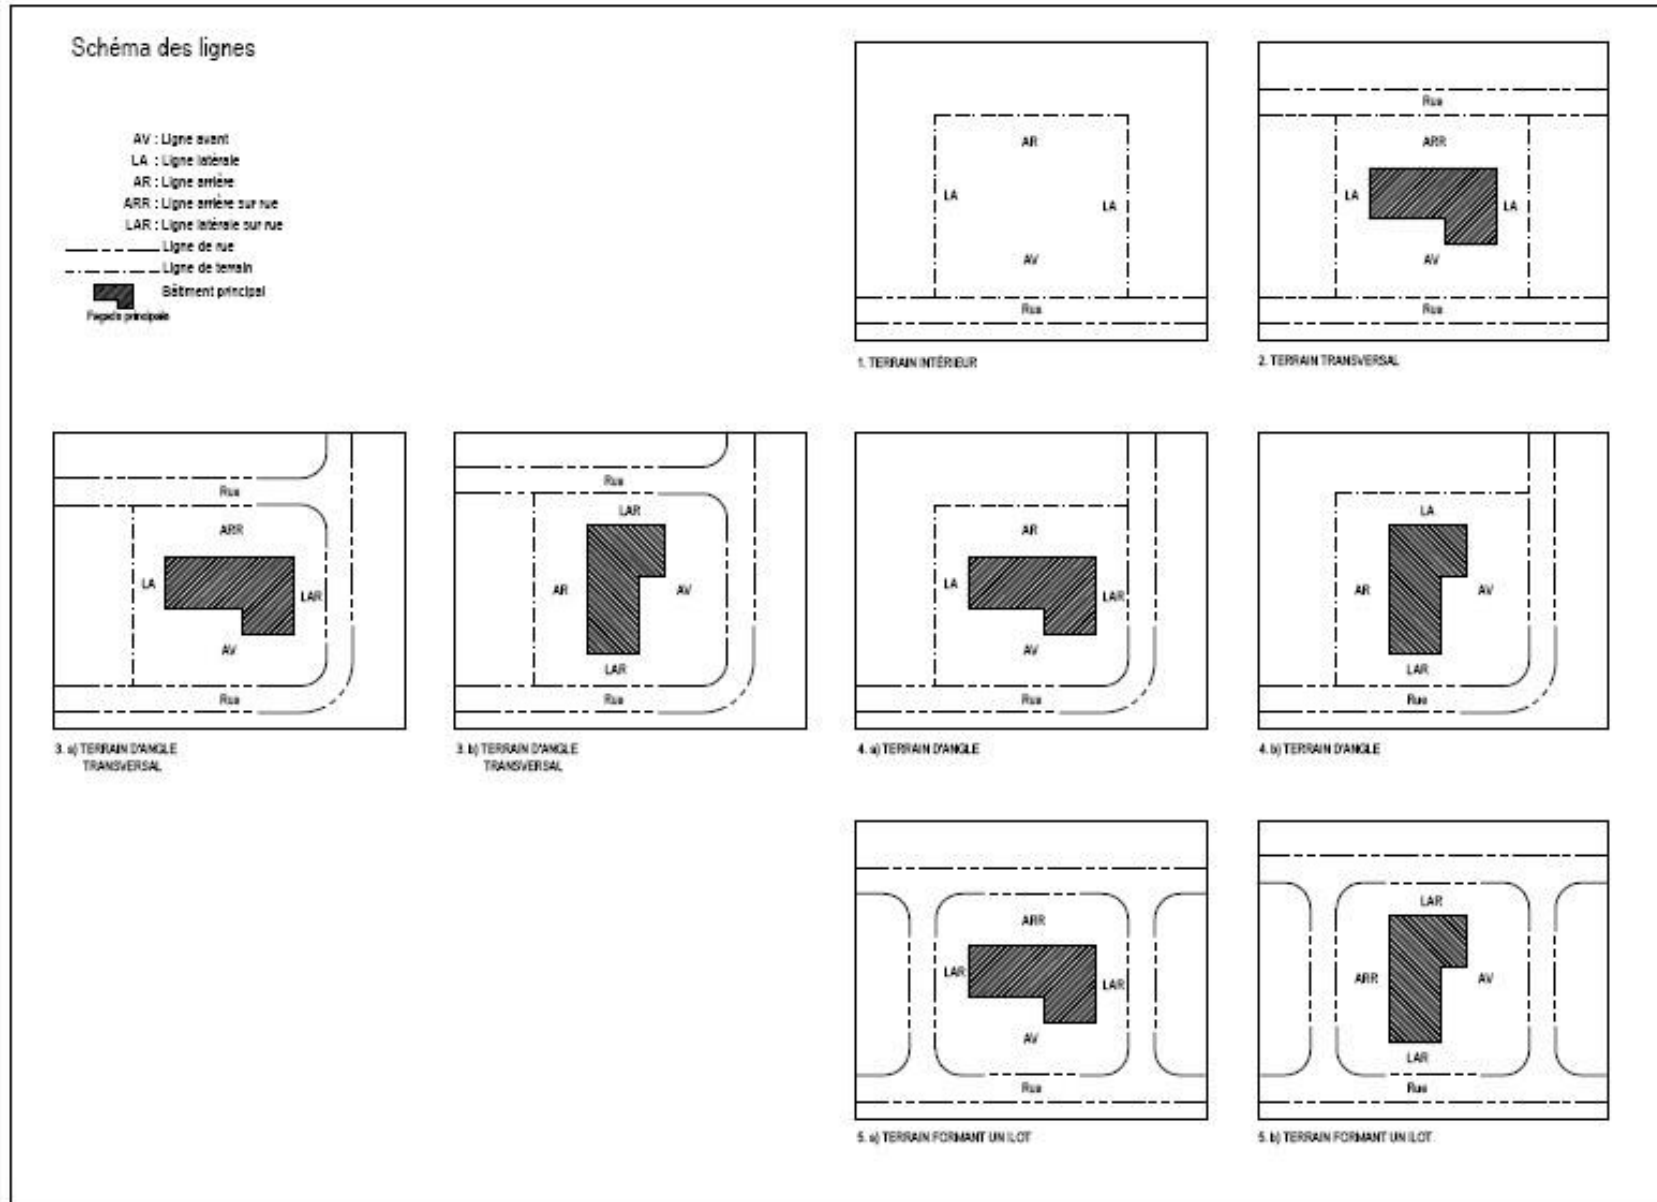 Schéma des lignes
AV : Ligne avant
LA : Ligne latérale
AR : Ligne arrière
ARR : Ligne arrière sur rue
LAR : Ligne latérale sur rue
Ligne de rue
Ligne de terrain
Bâtiment principal
Façade principale
AR
LA
LA
AV
Rue
1. TERRAIN INTÉRIEUR
Rue
ARR
LA
LA
AV
Rue
2. TERRAIN TRANSVERSAL
Rue
ARR
LA
LAR
AV
Rue
3. a) TERRAIN D'ANGLE
TRANSVERSAL
Rue
LAR
AR
AV
LAR
Rue
3. b) TERRAIN D'ANGLE
TRANSVERSAL
AR
LA
LAR
AV
Rue
4. a) TERRAIN D'ANGLE
LA
AR
AV
LAR
Rue
4. b) TERRAIN D'ANGLE
ARR
LAR
LAR
AV
Rue
5. a) TERRAIN FORMANT UN ILOT
LAR
ARR
AV
LAR
Rue
5. b) TERRAIN FORMANT UN ILOT